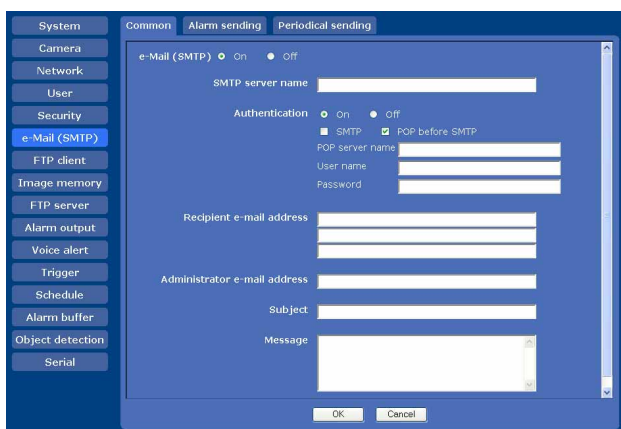 System
Camera
Network
User
Security
e-Mail (SMTP)
FTP client
Image memory
FTP server
Alarm output
Voice alert
Trigger
Schedule
Alarm buffer
Object detection
Serial
Common Alarm sending Periodical sending
e-Mail (SMTP) On Off
SMTP server name
Authentication On Off
SMTP POP before SMTP
POP server name
User name
Password
Recipient e-mail address
Administrator e-mail address
Subject
Message
OK Cancel